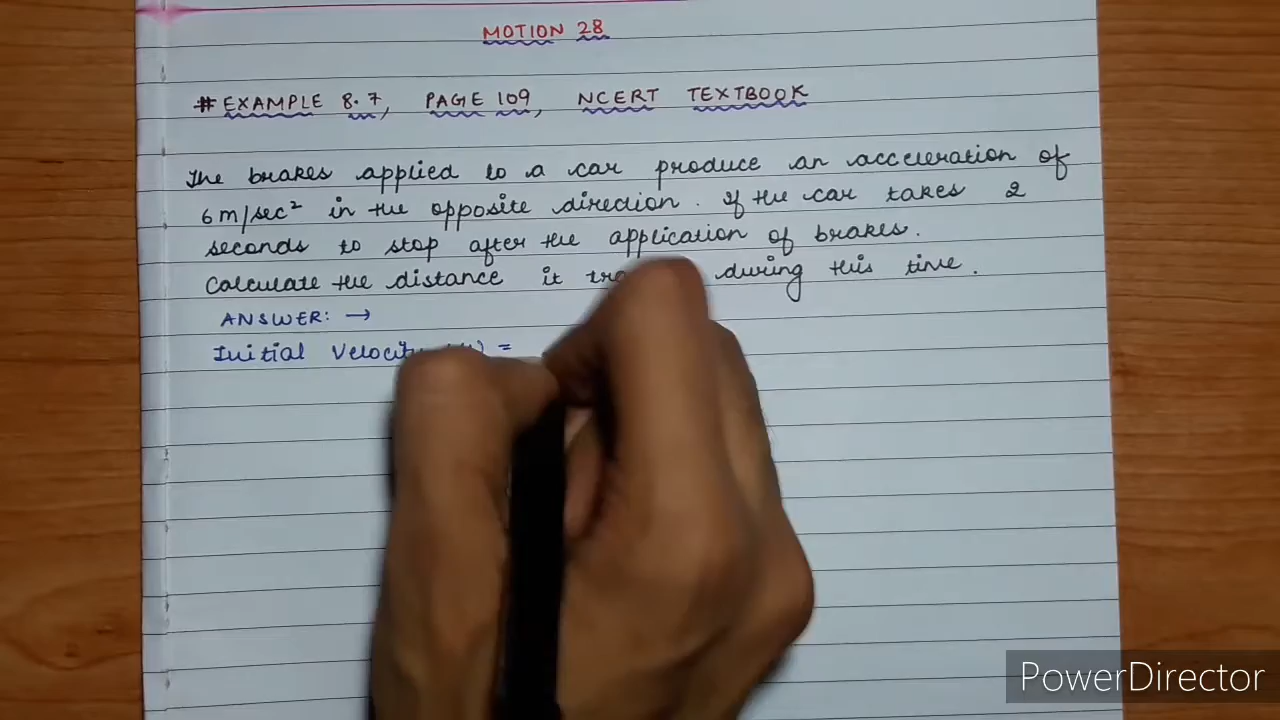 MOTION 28
# EXAMPLE 8.7, PAGE 109, NCERT TEXTBOOK
The brakes applied to a car produce an acceleration of
6m/sec² in the opposite direction. If the car takes 2
seconds to stop after the application of brakes.
Calculate the distance it during this time.
ANSWER: →
Initial Velocity =
PowerDirector